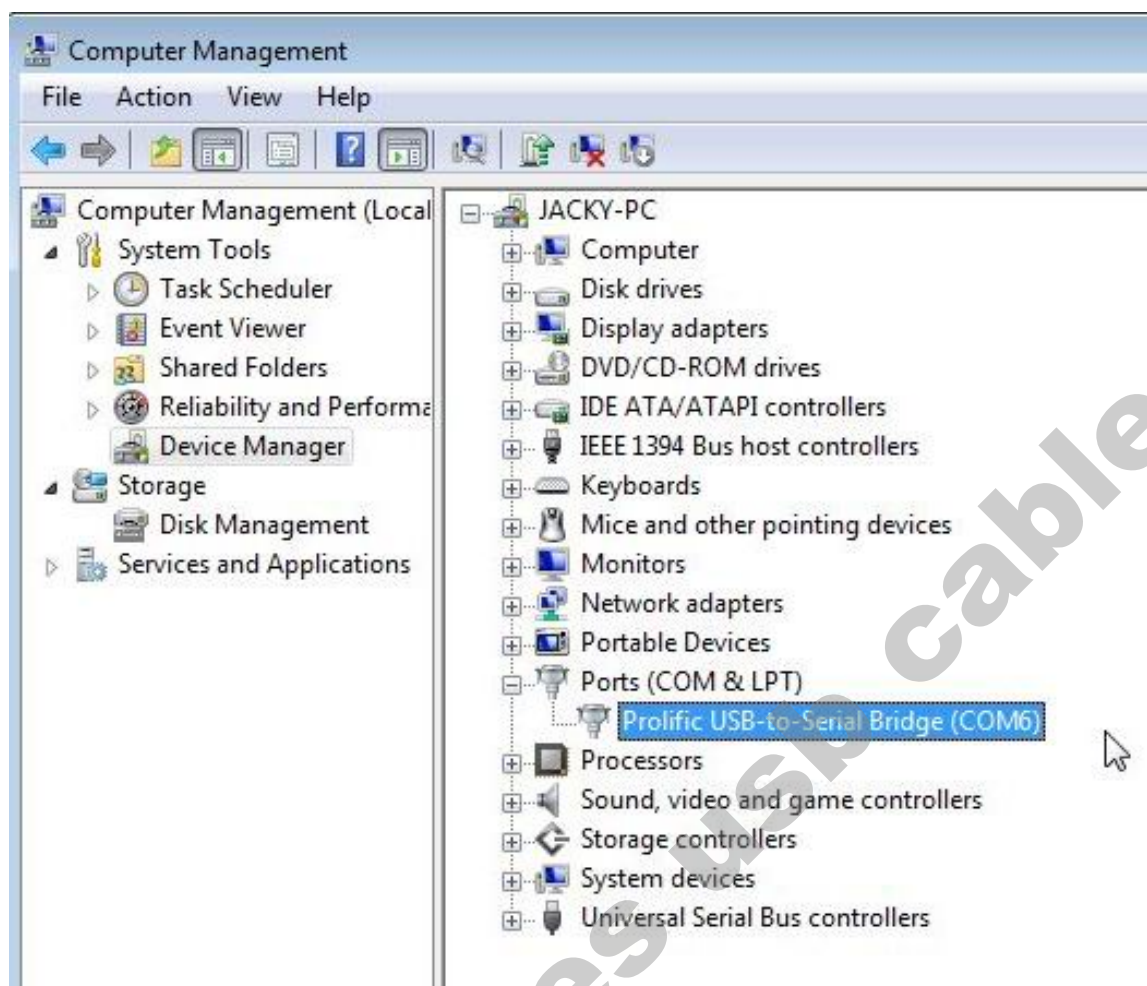 Computer Management
File Action View Help
Computer Management (Local
System Tools
Task Scheduler
Event Viewer
Shared Folders
Reliability and Performa
Device Manager
Storage
Disk Management
Services and Applications
JACKY-PC
Computer
Disk drives
Display adapters
DVD/CD-ROM drives
IDE ATA/ATAPI controllers
IEEE 1394 Bus host controllers
Keyboards
Mice and other pointing devices
Monitors
Network adapters
Portable Devices
Ports (COM & LPT)
Prolific USB-to-Serial Bridge (COM6)
Processors
Sound, video and game controllers
Storage controllers
System devices
Universal Serial Bus controllers
es usb cable